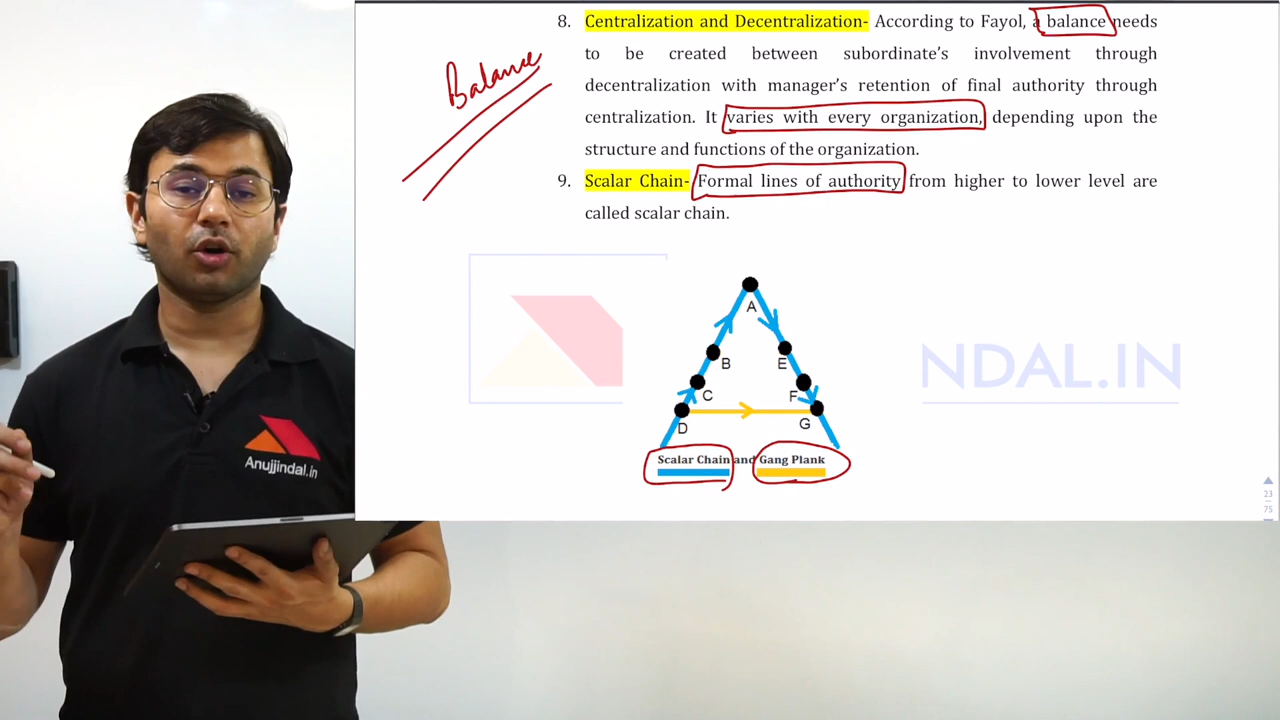 8. Centralization and Decentralization- According to Fayol, a balance needs
to be created between subordinate's involvement through
decentralization with manager's retention of final authority through
centralization. It varies with every organization, depending upon the
structure and functions of the organization.
Balance
9. Scalar Chain- Formal lines of authority from higher to lower level are
called scalar chain.
A
B
E
C
F
D
G
Scalar Chain and Gang Plank
NDAL.IN
Anujjindal.in
23
75